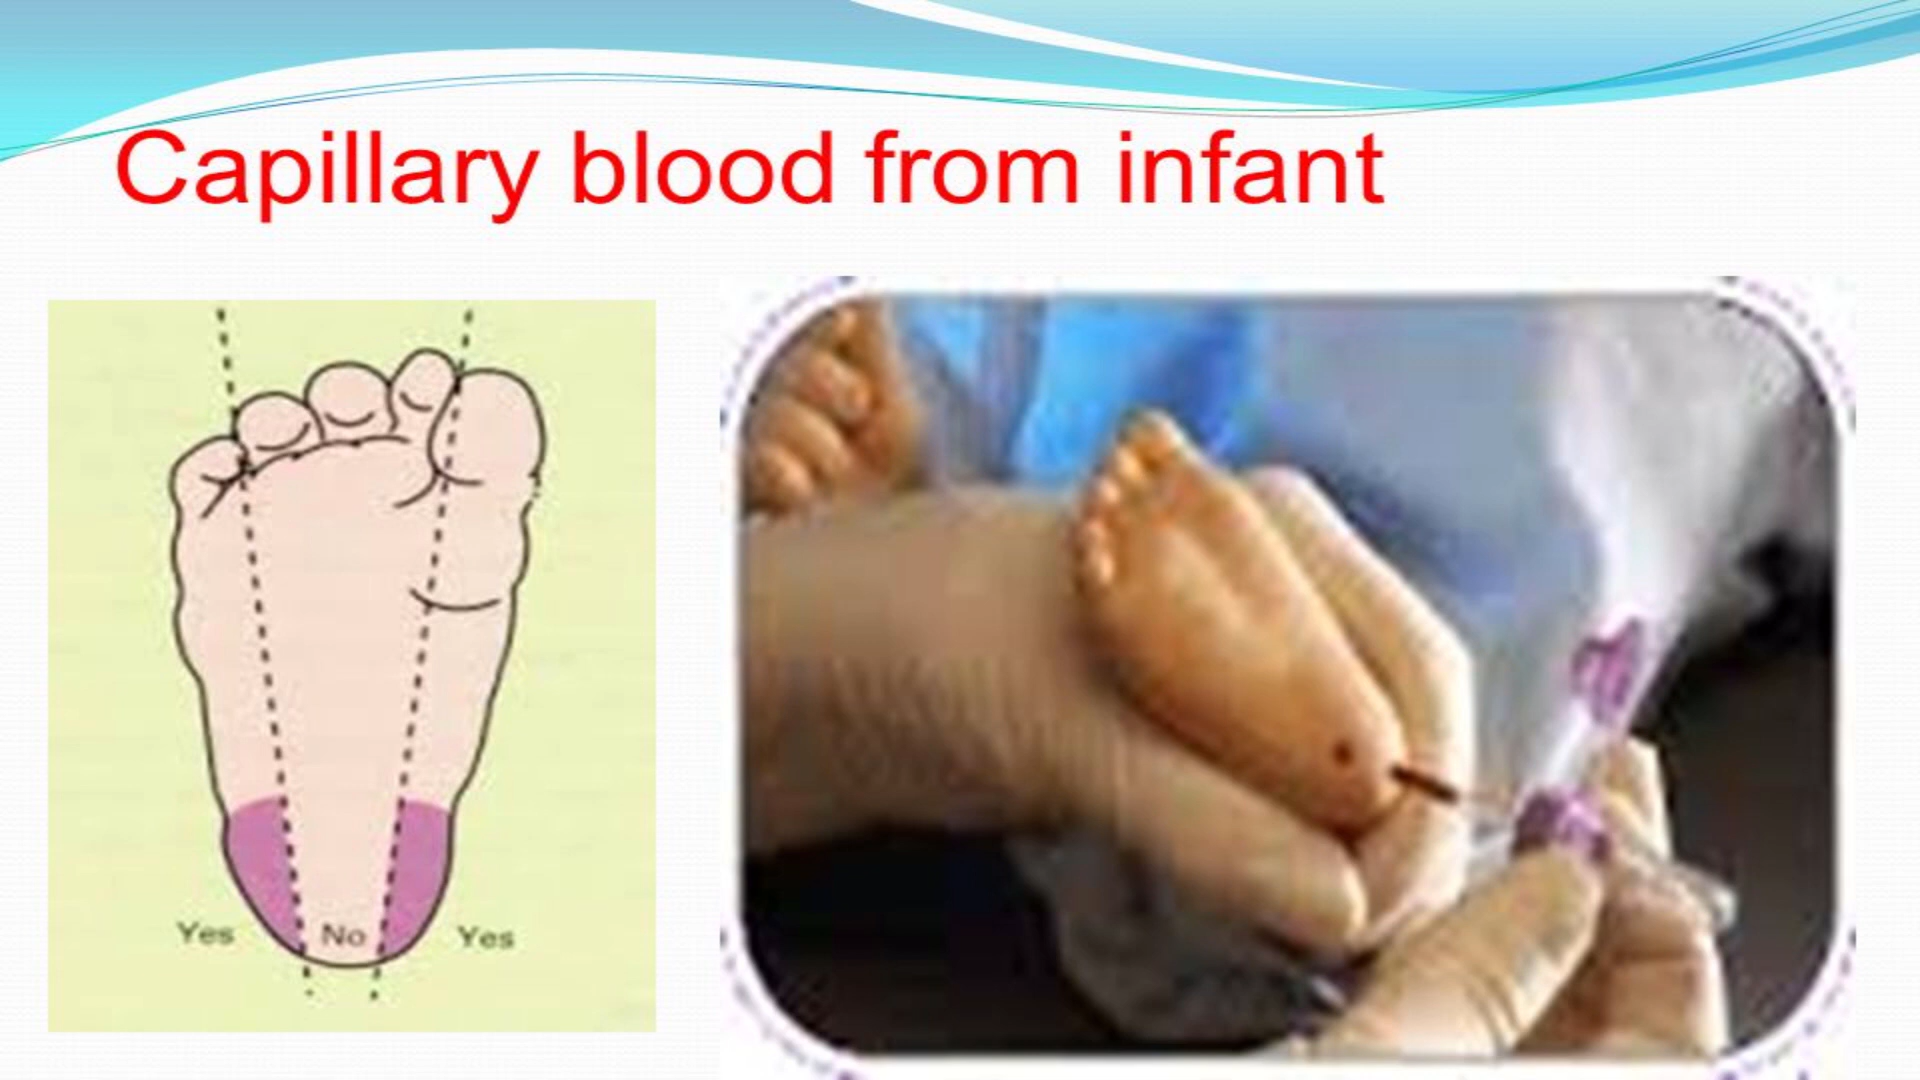 Capillary blood from infant
Yes No Yes